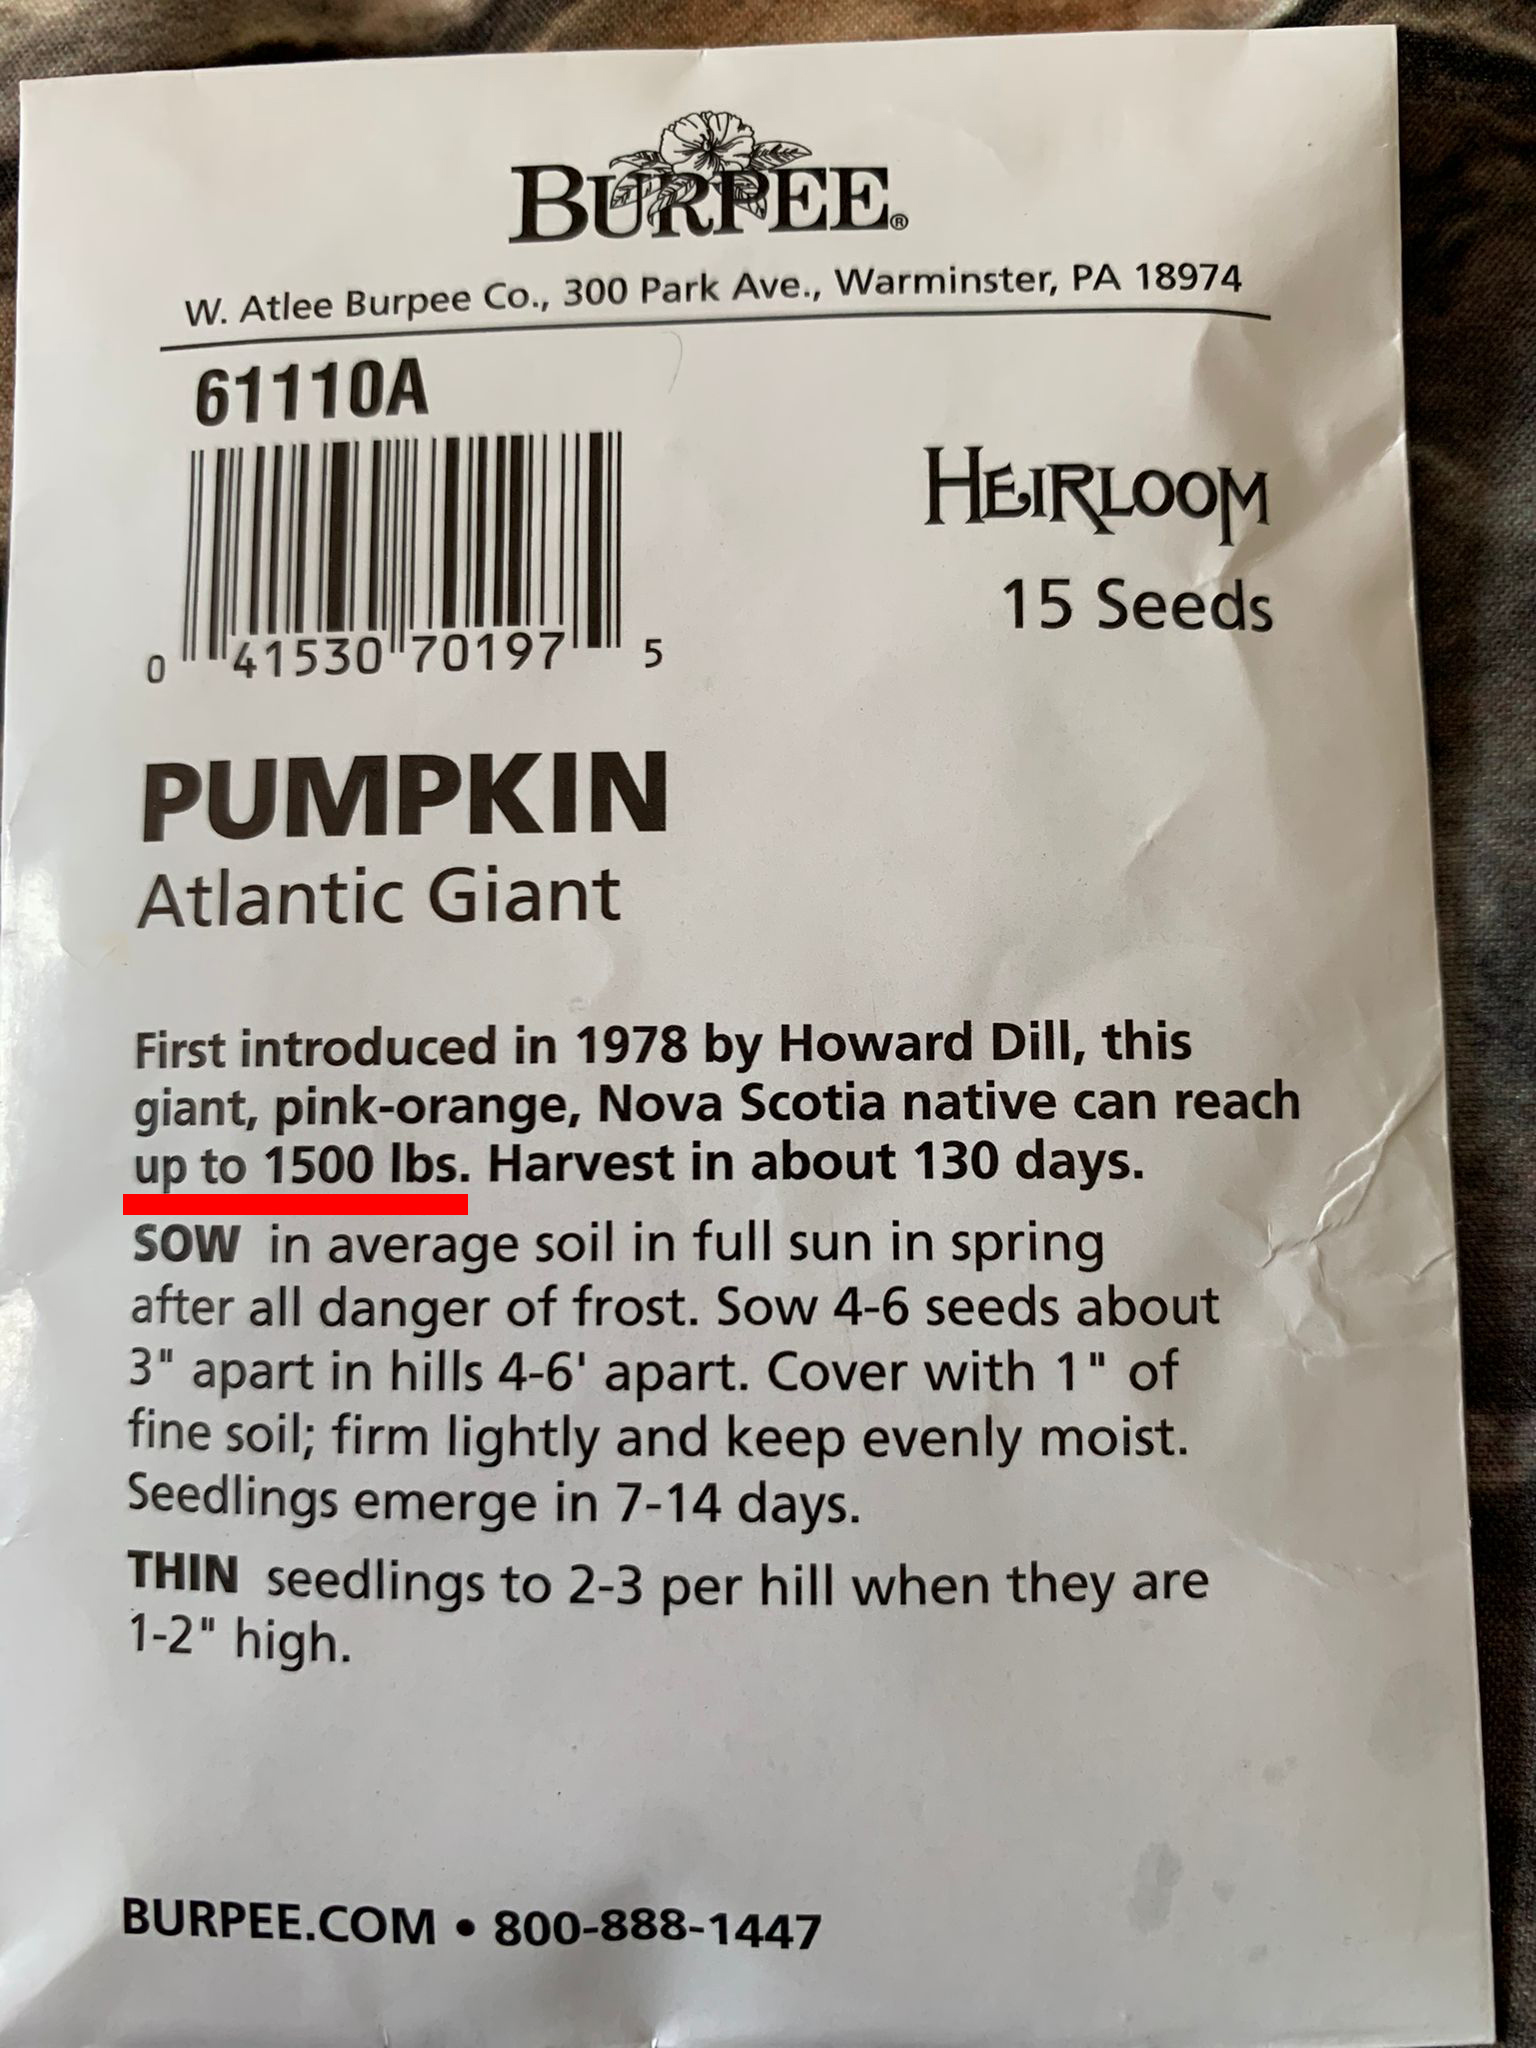 BURPEE®
W. Atlee Burpee Co., 300 Park Ave., Warminster, PA 18974
61110A
0 41530 70197 5
HEIRLOOM
15 Seeds
PUMPKIN
Atlantic Giant
First introduced in 1978 by Howard Dill, this
giant, pink-orange, Nova Scotia native can reach
up to 1500 lbs. Harvest in about 130 days.
SOW in average soil in full sun in spring
after all danger of frost. Sow 4-6 seeds about
3" apart in hills 4-6' apart. Cover with 1" of
fine soil; firm lightly and keep evenly moist.
Seedlings emerge in 7-14 days.
THIN seedlings to 2-3 per hill when they are
1-2" high.
BURPEE.COM • 800-888-1447